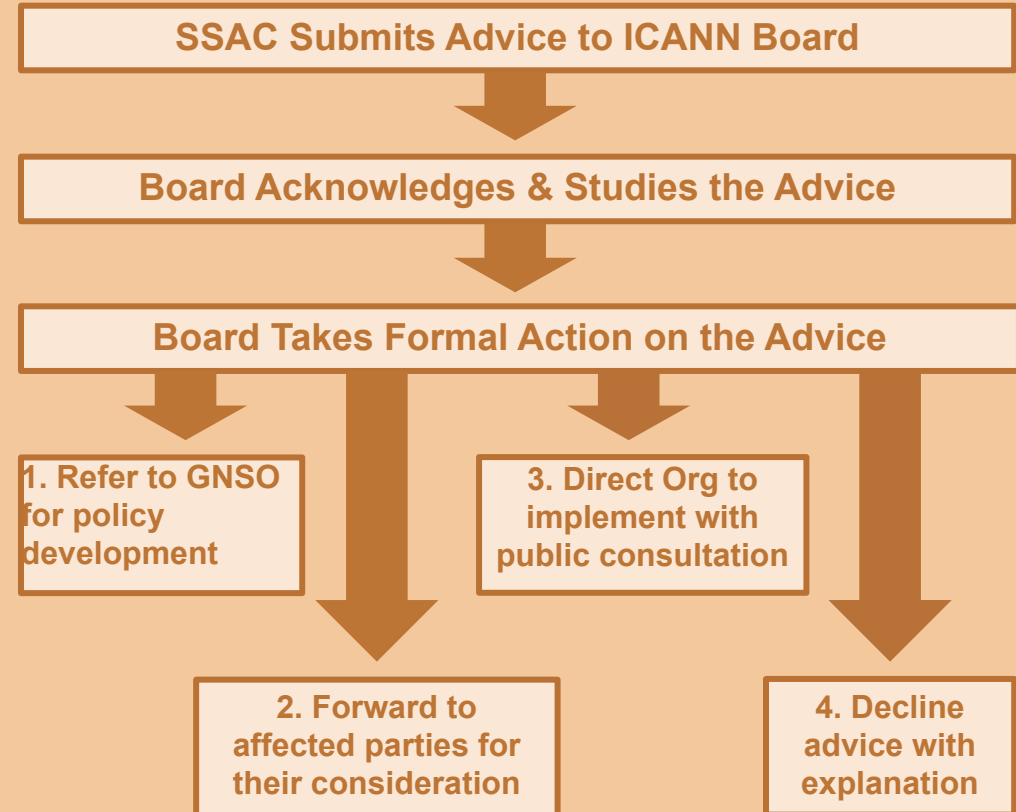 SSAC Submits Advice to ICANN Board
Board Acknowledges & Studies the Advice
Board Takes Formal Action on the Advice
1. Refer to GNSO
for policy
development
2. Forward to
affected parties for
their consideration
3. Direct Org to
implement with
public consultation
4. Decline
advice with
explanation